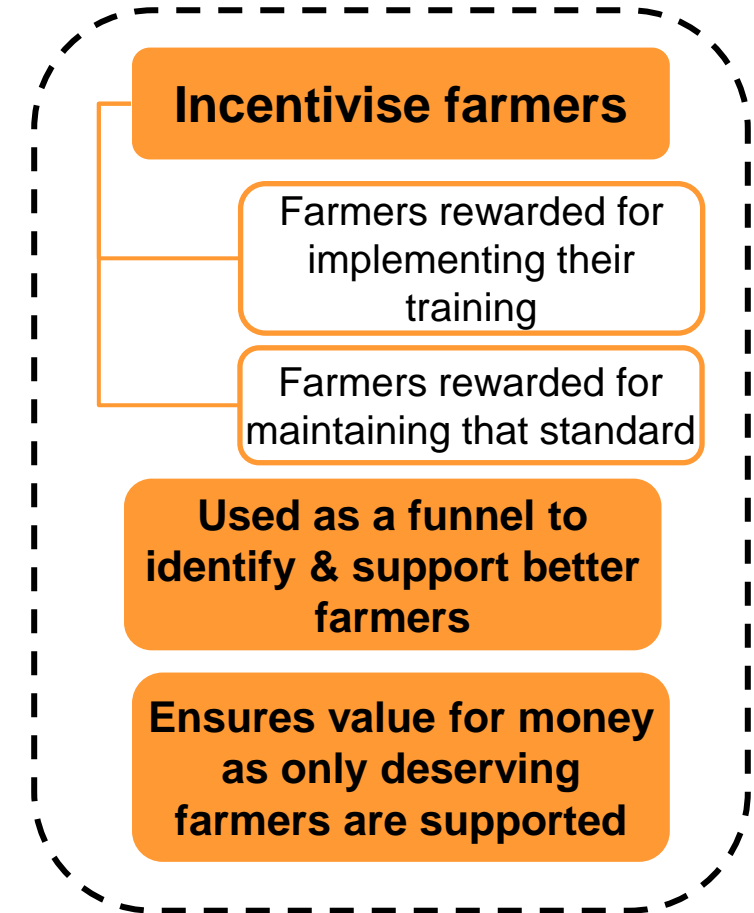 Incentivise farmers
Farmers rewarded for
implementing their
training
Farmers rewarded for
maintaining that standard
Used as a funnel to
identify & support better
farmers
Ensures value for money
as only deserving
farmers are supported